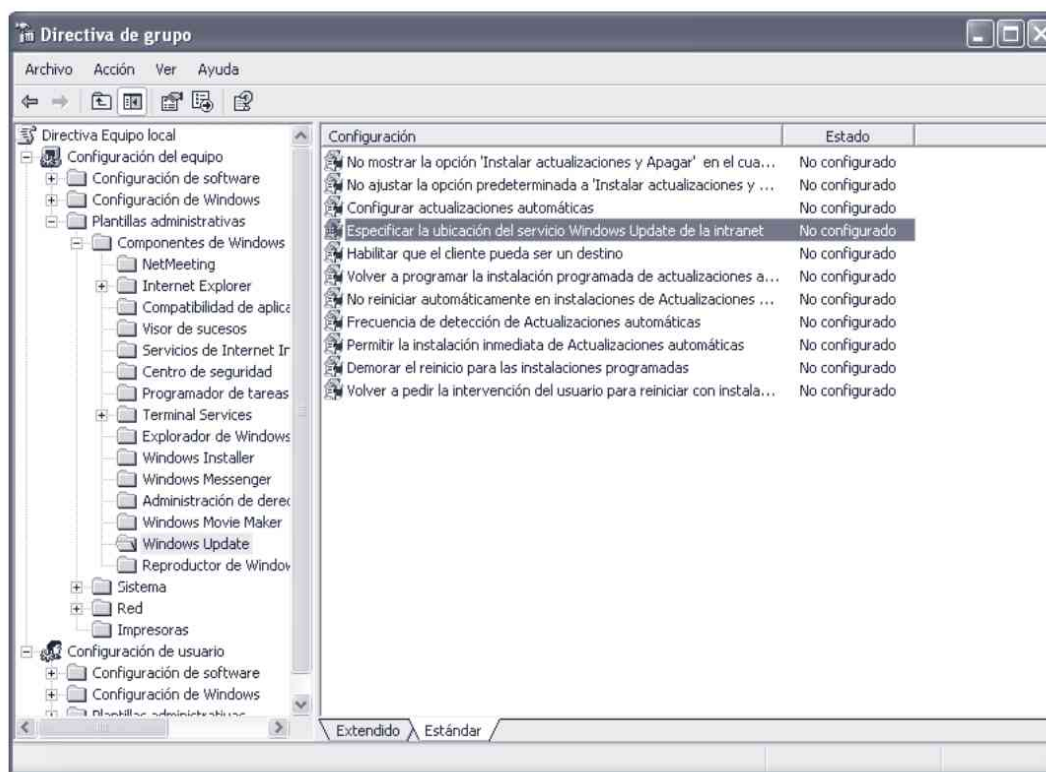 Directiva de grupo
Archivo Acción Ver Ayuda
Directiva Equipo local
Configuración del equipo
Configuración de software
Configuración de Windows
Plantillas administrativas
Componentes de Windows
NetMeeting
Internet Explorer
Compatibilidad de aplica
Visor de sucesos
Servicios de Internet Ir
Centro de seguridad
Programador de tareas
Terminal Services
Explorador de Windows
Windows Installer
Windows Messenger
Administración de derec
Windows Movie Maker
Windows Update
Reproductor de Window
Sistema
Red
Impresoras
Configuración de usuario
Configuración de software
Configuración de Windows
Plantillas administrativas
Configuración Estado
No mostrar la opción 'Instalar actualizaciones y Apagar' en el cua... No configurado
No ajustar la opción predeterminada a 'Instalar actualizaciones y ... No configurado
Configurar actualizaciones automáticas No configurado
Especificar la ubicación del servicio Windows Update de la intranet No configurado
Habilitar que el cliente pueda ser un destino No configurado
Volver a programar la instalación programada de actualizaciones a... No configurado
No reiniciar automáticamente en instalaciones de Actualizaciones ... No configurado
Frecuencia de detección de Actualizaciones automáticas No configurado
Permitir la instalación inmediata de Actualizaciones automáticas No configurado
Demorar el reinicio para las instalaciones programadas No configurado
Volver a pedir la intervención del usuario para reiniciar con instala... No configurado
Extendido Estándar